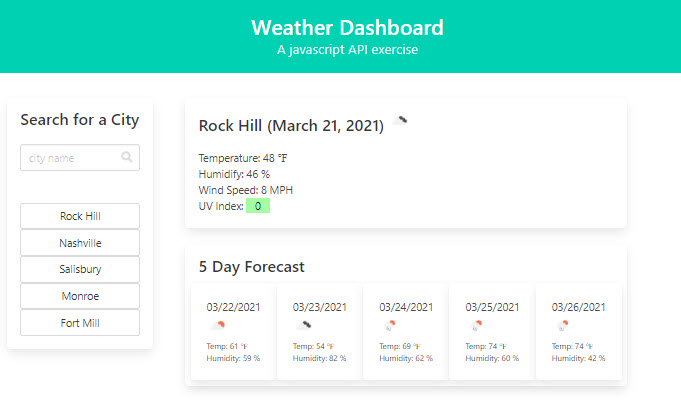 Weather Dashboard
A javascript API exercise
Search for a City
city name
Rock Hill
Nashville
Salisbury
Monroe
Fort Mill
Rock Hill (March 21, 2021)
Temperature: 48 °F
Humidify: 46 %
Wind Speed: 8 MPH
UV Index: 0
5 Day Forecast
03/22/2021
Temp: 61 °F
Humidity: 59 %
03/23/2021
Temp: 54 °F
Humidity: 82 %
03/24/2021
Temp: 69 °F
Humidity: 62 %
03/25/2021
Temp: 74 °F
Humidity: 60 %
03/26/2021
Temp: 74 °F
Humidity: 42 %